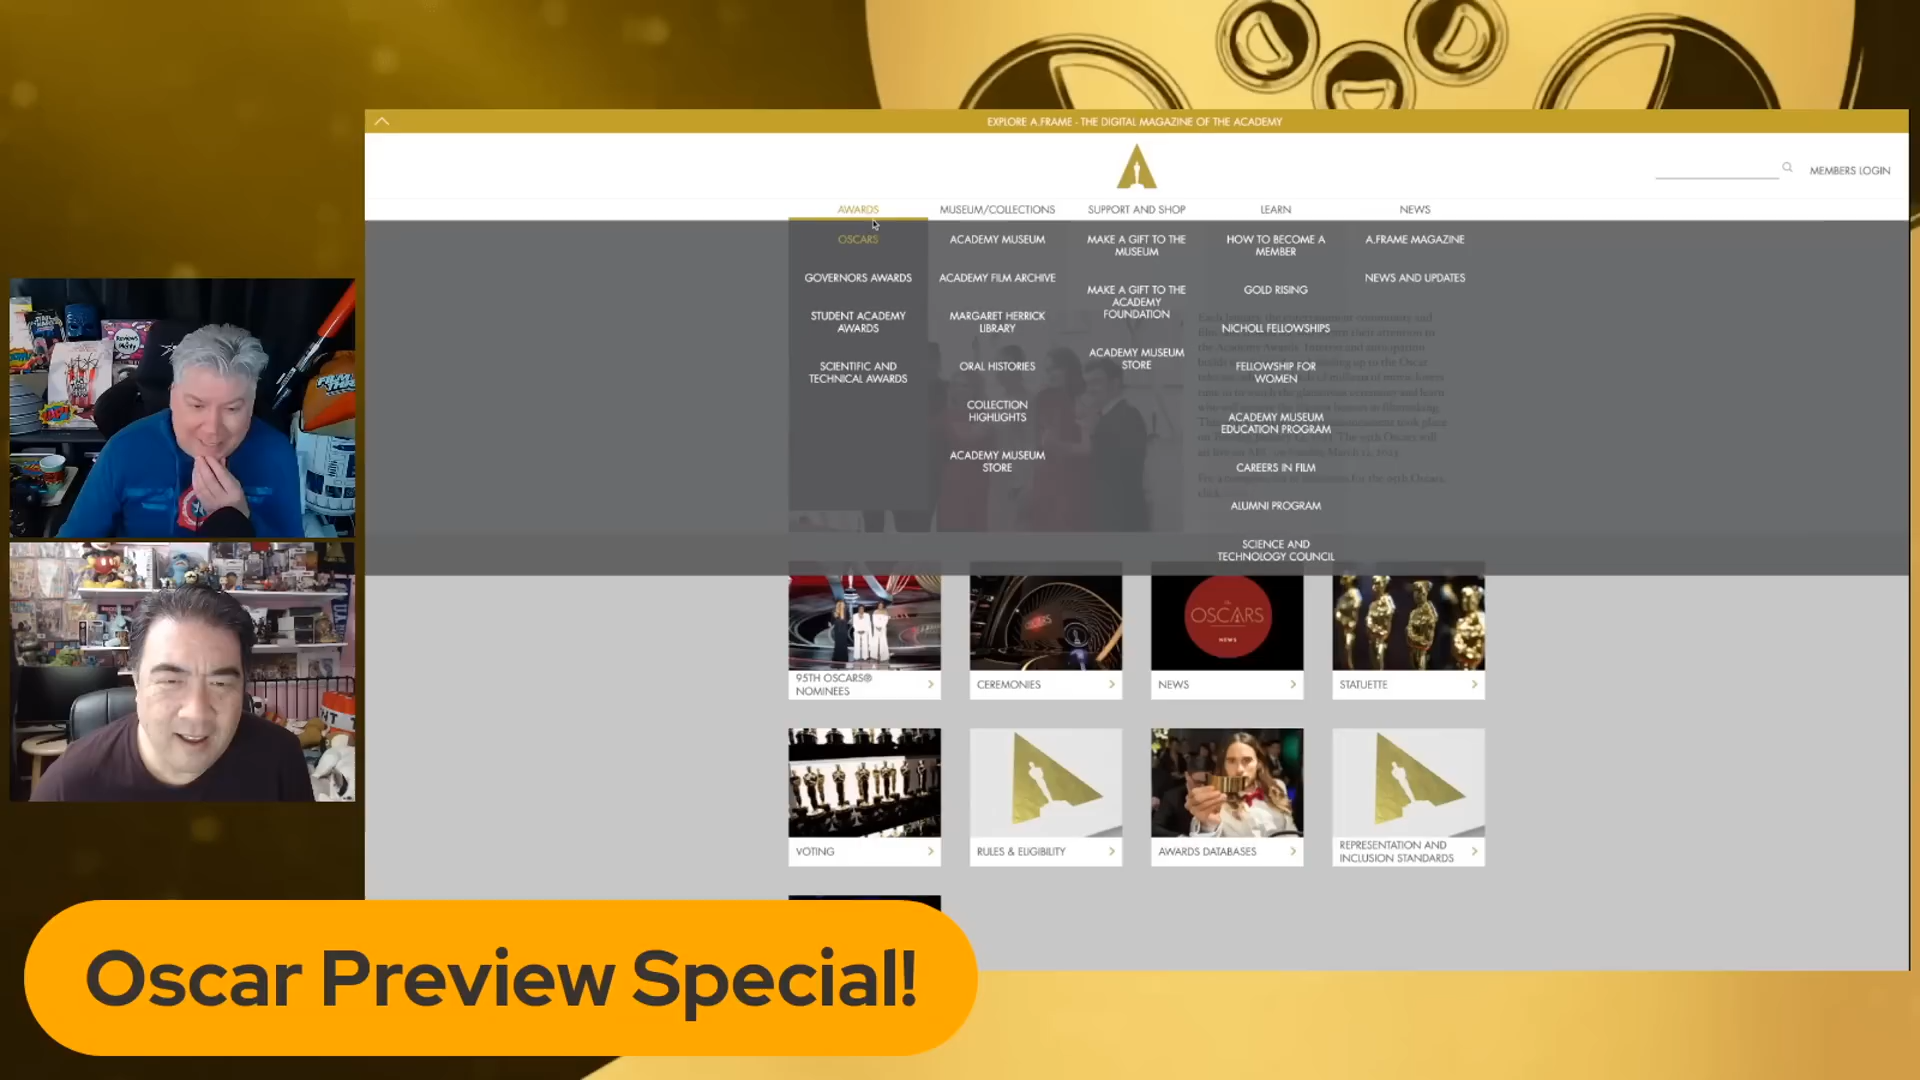 EXPLORE A.FRAME - THE DIGITAL MAGAZINE OF THE ACADEMY
MEMBERS LOGIN
AWARDS
MUSEUM/COLLECTIONS
SUPPORT AND SHOP
LEARN
NEWS
OSCARS
GOVERNORS AWARDS
STUDENT ACADEMY
AWARDS
SCIENTIFIC AND
TECHNICAL AWARDS
ACADEMY MUSEUM
ACADEMY FILM ARCHIVE
MARGARET HERRICK
LIBRARY
ORAL HISTORIES
COLLECTION
HIGHLIGHTS
ACADEMY MUSEUM
STORE
MAKE A GIFT TO THE
MUSEUM
MAKE A GIFT TO THE
ACADEMY
FOUNDATION
ACADEMY MUSEUM
STORE
HOW TO BECOME A
MEMBER
GOLD RISING
NICHOLL FELLOWSHIPS
FELLOWSHIP FOR
WOMEN
ACADEMY MUSEUM
EDUCATION PROGRAM
CAREERS IN FILM
ALUMNI PROGRAM
SCIENCE AND
TECHNOLOGY COUNCIL
A.FRAME MAGAZINE
NEWS AND UPDATES
95TH OSCARS®
NOMINEES
CEREMONIES
The
OSCARS
NEWS
NEWS
STATUETTE
VOTING
RULES & ELIGIBILITY
AWARDS DATABASES
REPRESENTATION AND
INCLUSION STANDARDS
Oscar Preview Special!